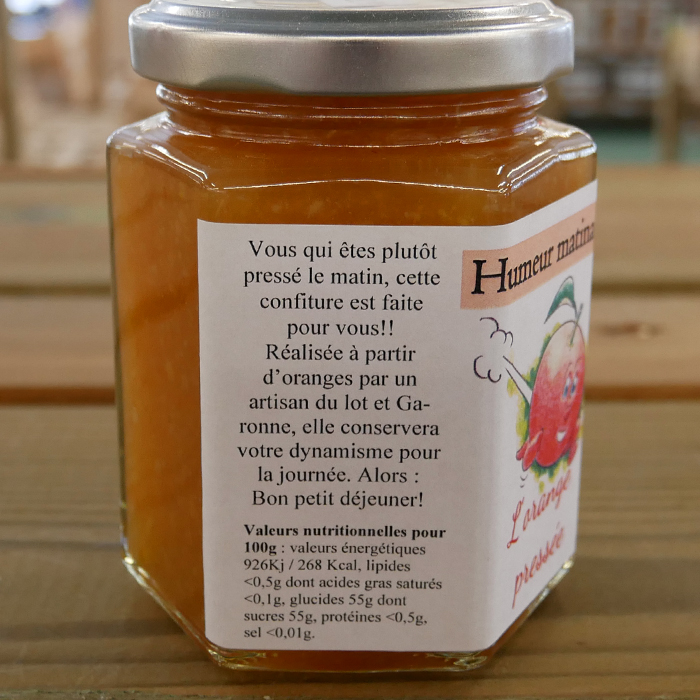 Vous qui êtes plutôt
pressé le matin, cette
confiture est faite
pour vous!!
Réalisée à partir
d’oranges par un
artisan du lot et Ga-
ronne, elle conservera
votre dynamisme pour
la journée. Alors :
Bon petit déjeuner!
Valeurs nutritionnelles pour
100g : valeurs énergétiques
926Kj / 268 Kcal, lipides
<0,5g dont acides gras saturés
<0,1g, glucides 55g dont
sucres 55g, protéines <0,5g,
sel <0,01g.
Humeur matina
L'orange
pressée